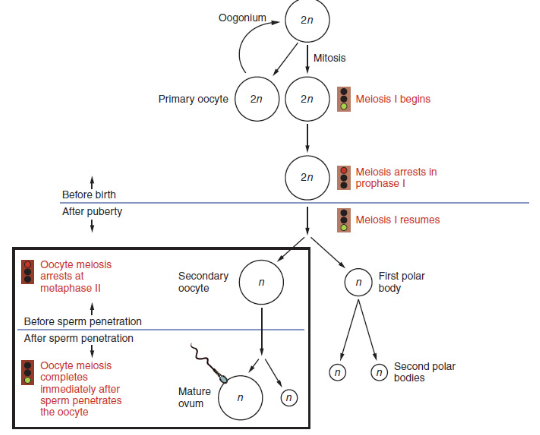 Oogonium
2n
Mitosis
Primary oocyte
2n
2n
Meiosis I begins
2n
Meiosis arrests in
prophase I
Before birth
After puberty
Meiosis I resumes
Oocyte meiosis
arrests at
metaphase II
Secondary
oocyte
n
n
First polar
body
Before sperm penetration
After sperm penetration
Oocyte meiosis
completes
immediately after
sperm penetrates
the oocyte
Mature
ovum
n
n
n
n
Second polar
bodies